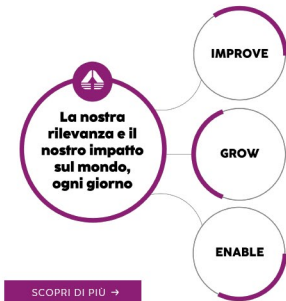 IMPROVE
La nostra
rilevanza e il
nostro impatto
sul mondo,
ogni giorno
GROW
ENABLE
SCOPRI DI PIÙ →